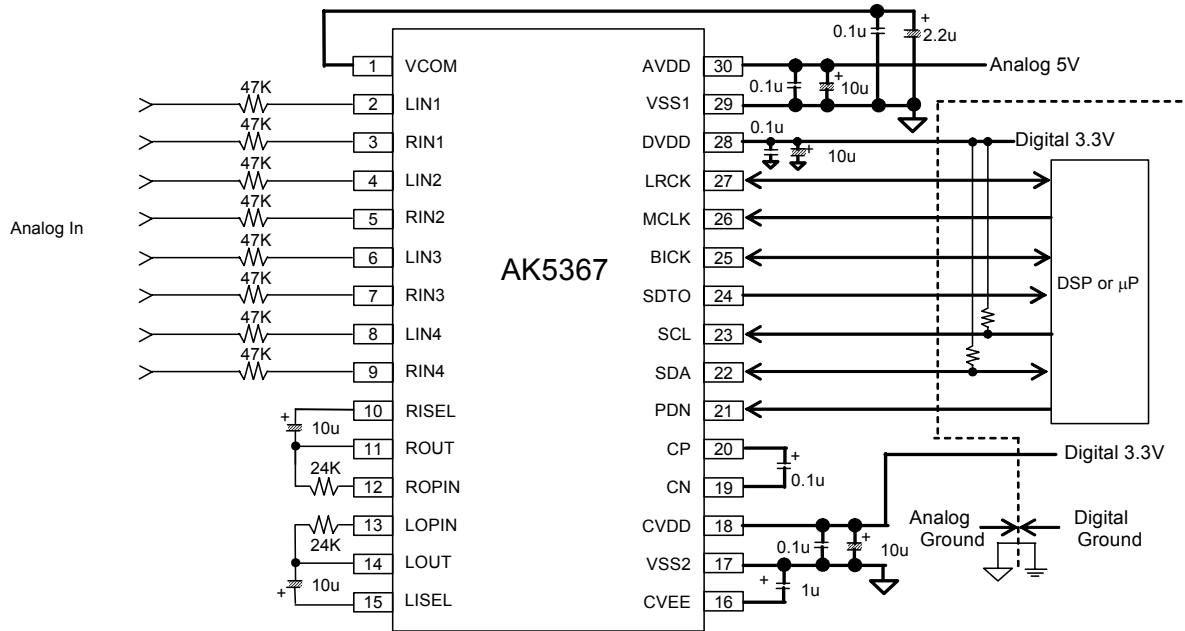 0.1u
+
2.2u
1 VCOM
AVDD 30
Analog 5V
47K
2 LIN1
VSS1 29
0.1u
+
10u
47K
3 RIN1
DVDD 28
0.1u
+
10u
Digital 3.3V
47K
4 LIN2
LRCK 27
47K
5 RIN2
MCLK 26
Analog In
47K
6 LIN3
BICK 25
AK5367
DSP or μP
47K
7 RIN3
SDTO 24
47K
8 LIN4
SCL 23
47K
9 RIN4
SDA 22
10 RISEL
PDN 21
+
10u
11 ROUT
CP 20
+
0.1u
Digital 3.3V
24K
12 ROPIN
CN 19
13 LOPIN
CVDD 18
24K
0.1u
+
10u
Analog
Ground
Digital
Ground
14 LOUT
VSS2 17
+
10u
+
1u
15 LISEL
CVEE 16